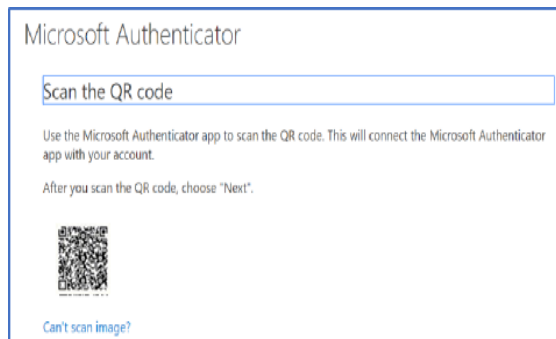 Microsoft Authenticator
Scan the QR code
Use the Microsoft Authenticator app to scan the QR code. This will connect the Microsoft Authenticator
app with your account.
After you scan the QR code, choose "Next".
Can't scan image?